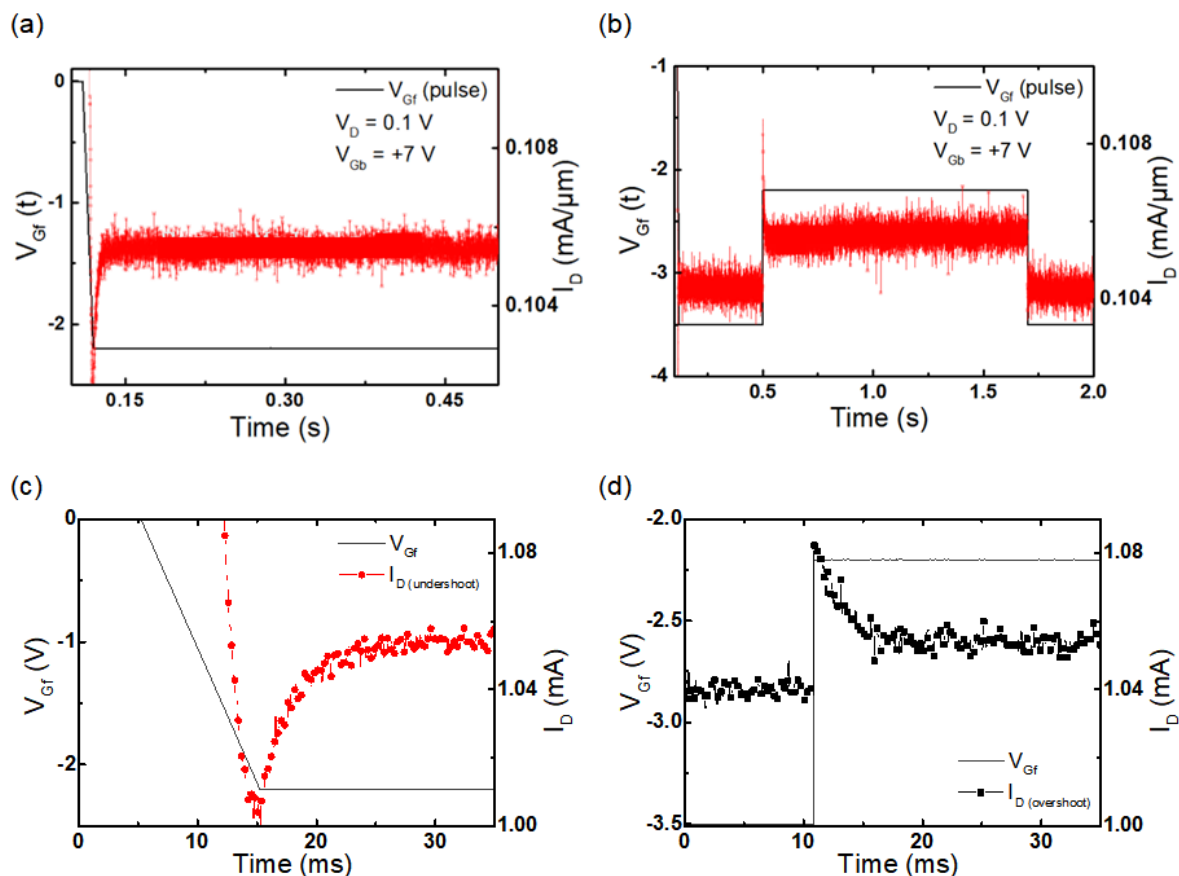 (a)
V_Gf (t)
0
-1
-2
V_Gf (pulse)
V_D = 0.1 V
V_Gb = +7 V
0.108
0.104
I_D (mA/μm)
0.15 0.30 0.45
Time (s)
(b)
V_Gf (t)
-1
-2
-3
-4
V_Gf (pulse)
V_D = 0.1 V
V_Gb = +7 V
0.108
0.104
I_D (mA/μm)
0.5 1.0 1.5 2.0
Time (s)
(c)
V_Gf (V)
0
-1
-2
V_Gf
I_D (undershoot)
1.08
1.04
1.00
I_D (mA)
0 10 20 30
Time (ms)
(d)
V_Gf (V)
-2.0
-2.5
-3.0
-3.5
V_Gf
I_D (overshoot)
1.08
1.04
1.00
I_D (mA)
0 10 20 30
Time (ms)